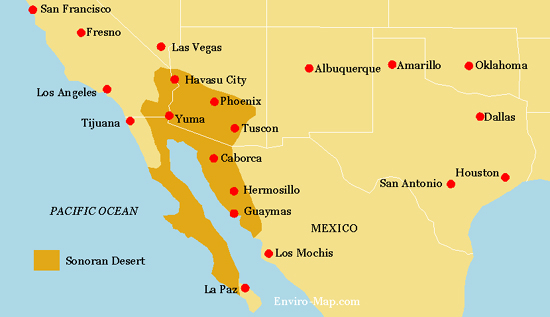 San Francisco
Fresno
Las Vegas
Havasu City
Albuquerque
Amarillo
Oklahoma
Los Angeles
Phoenix
Tijuana
Yuma
Tuscon
Dallas
Caborca
Houston
San Antonio
Hermosillo
PACIFIC OCEAN
Guaymas
MEXICO
Los Mochis
Sonoran Desert
La Paz
Enviro-Map.com